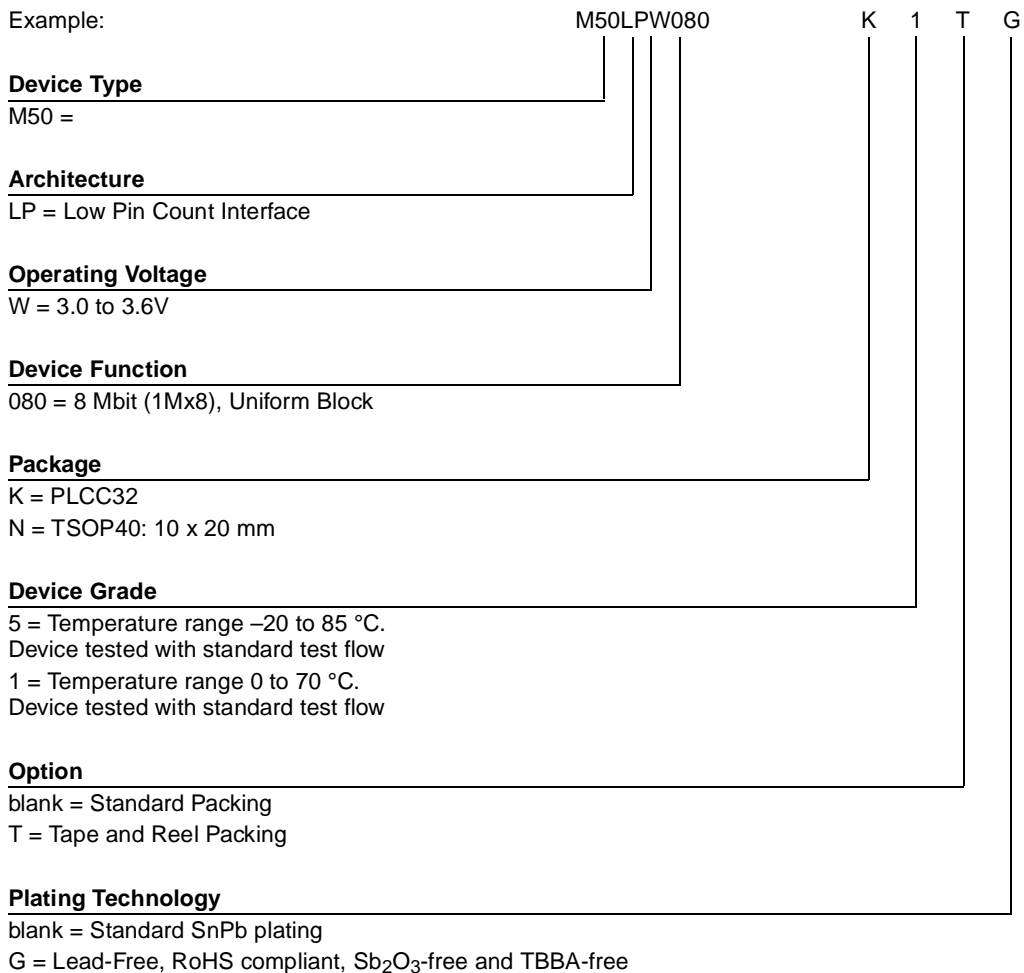 Example: M50LPW080 K 1 T G
Device Type
M50 =
Architecture
LP = Low Pin Count Interface
Operating Voltage
W = 3.0 to 3.6V
Device Function
080 = 8 Mbit (1Mx8), Uniform Block
Package
K = PLCC32
N = TSOP40: 10 x 20 mm
Device Grade
5 = Temperature range –20 to 85 °C.
Device tested with standard test flow
1 = Temperature range 0 to 70 °C.
Device tested with standard test flow
Option
blank = Standard Packing
T = Tape and Reel Packing
Plating Technology
blank = Standard SnPb plating
G = Lead-Free, RoHS compliant, Sb₂O₃-free and TBBA-free